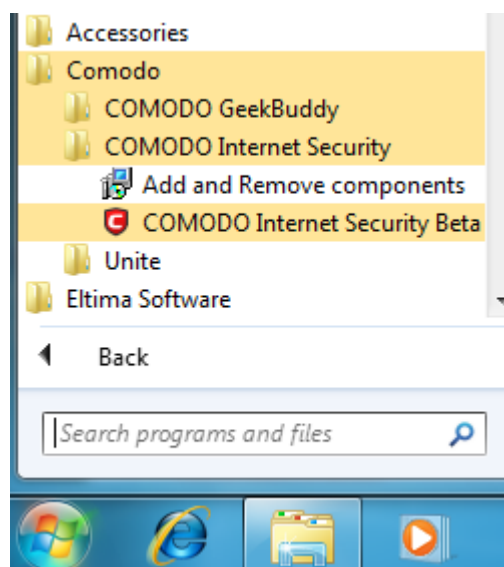 Accessories
Comodo
COMODO GeekBuddy
COMODO Internet Security
Add and Remove components
COMODO Internet Security Beta
Unite
Eltima Software
Back
Search programs and files